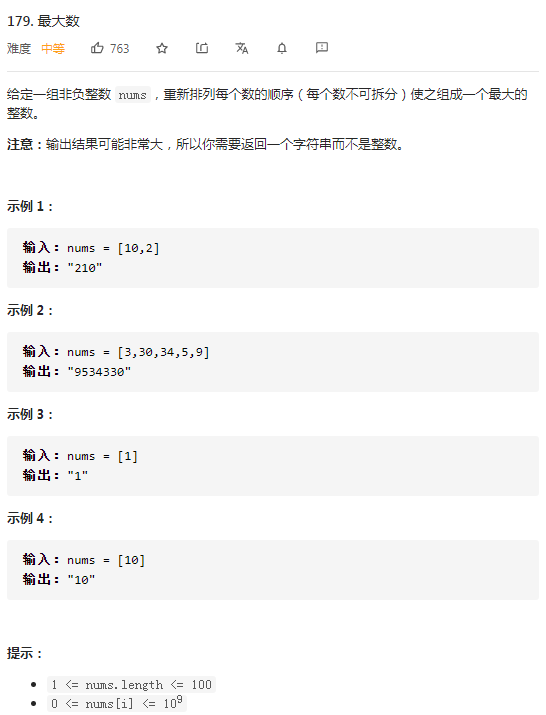 179. 最大数
难度 中等 763
给定一组非负整数 nums，重新排列每个数的顺序（每个数不可拆分）使之组成一个最大的
整数。
注意：输出结果可能非常大，所以你需要返回一个字符串而不是整数。
示例 1：
输入：nums = [10,2]
输出："210"
示例 2：
输入：nums = [3,30,34,5,9]
输出："9534330"
示例 3：
输入：nums = [1]
输出："1"
示例 4：
输入：nums = [10]
输出："10"
提示：
1 <= nums.length <= 100
0 <= nums[i] <= 10⁹